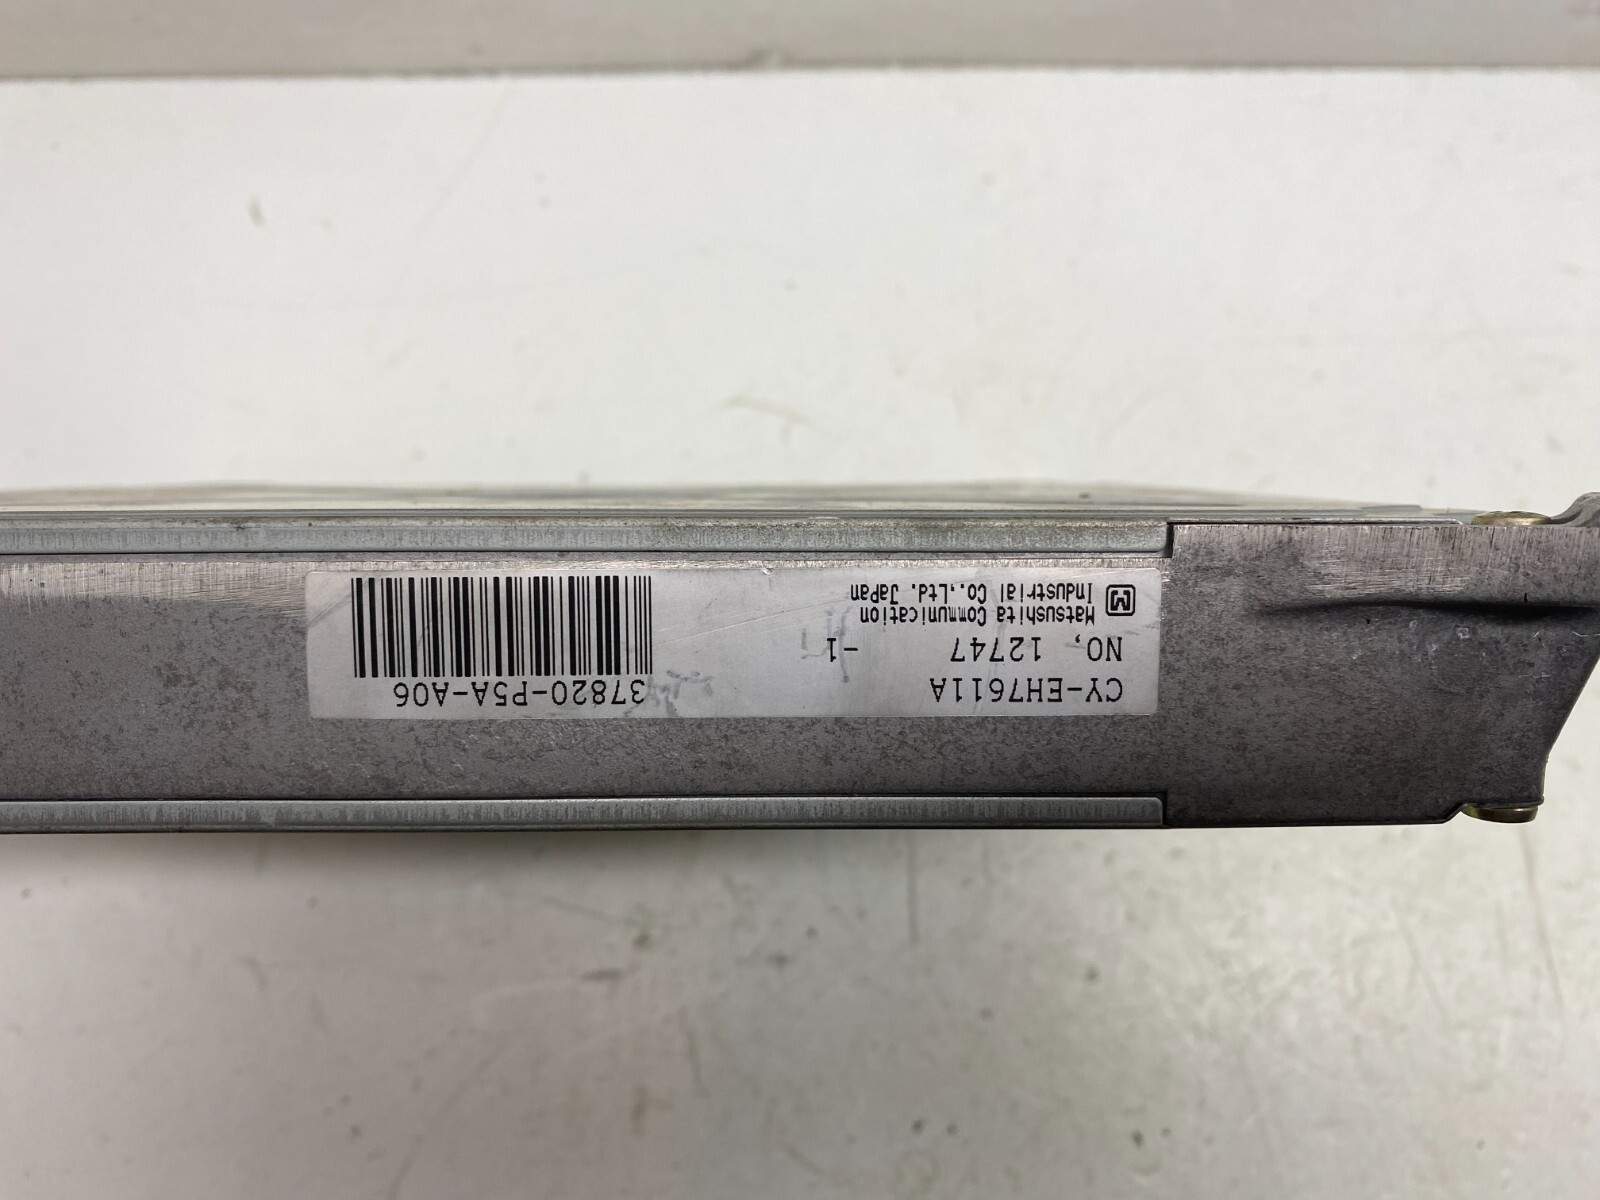 M Matsushita Communication
Industrial Co.,Ltd. JaPan
NO, 12747 -1
CY-EH7611A
37820-P5A-A06